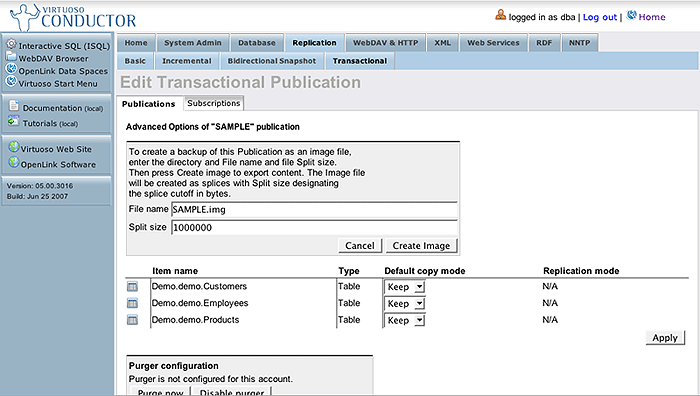 VIRTUOSO
CONDUCTOR
logged in as dba | Log out | Home
Interactive SQL (ISQL)
WebDAV Browser
OpenLink Data Spaces
Virtuoso Start Menu
Documentation (local)
Tutorials (local)
Virtuoso Web Site
OpenLink Software
Version: 05.00.3016
Build: Jun 25 2007
Home System Admin Database Replication WebDAV & HTTP XML Web Services RDF NNTP
Basic Incremental Bidirectional Snapshot Transactional
Edit Transactional Publication
Publications Subscriptions
Advanced Options of "SAMPLE" publication
To create a backup of this Publication as an image file,
enter the directory and File name and file Split size.
Then press Create image to export content. The Image file
will be created as splices with Split size designating
the splice cutoff in bytes.
File name SAMPLE.img
Split size 1000000
Cancel Create Image
Item name Type Default copy mode Replication mode
Demo.demo.Customers Table Keep N/A
Demo.demo.Employees Table Keep N/A
Demo.demo.Products Table Keep N/A
Apply
Purger configuration
Purger is not configured for this account.
Purge now Disable purger